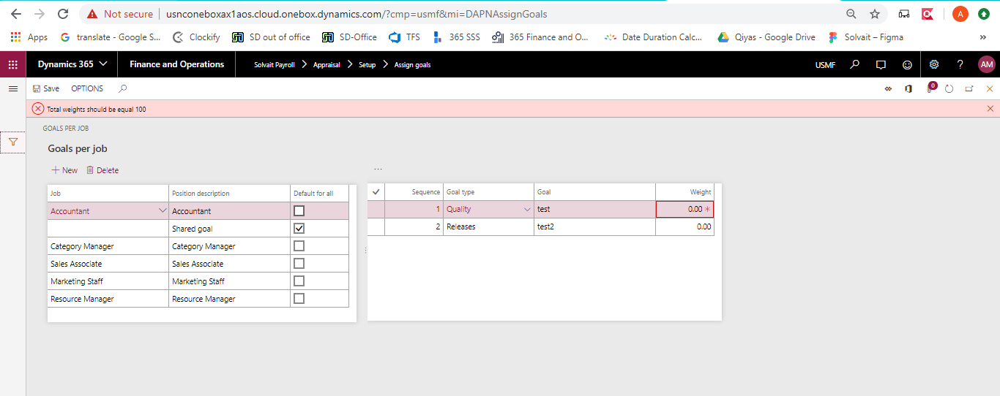 Not secure | usnconeboxax1aos.cloud.onebox.dynamics.com/?cmp=usmf&mi=DAPNAssignGoals
A
Apps translate - Google S... Clockify SD out of office SD-Office TFS 365 SSS 365 Finance and O... Date Duration Calc... Qiyas - Google Drive Solvait – Figma »
Dynamics 365 Finance and Operations Solvait Payroll > Appraisal > Setup > Assign goals USMF ? AM
Save OPTIONS 0
Total weights should be equal 100
GOALS PER JOB
Goals per job
+ New Delete ...
Job Position description Default for all
Accountant Accountant
Shared goal
Category Manager Category Manager
Sales Associate Sales Associate
Marketing Staff Marketing Staff
Resource Manager Resource Manager
Sequence Goal type Goal Weight
1 Quality test 0.00 *
2 Releases test2 0.00